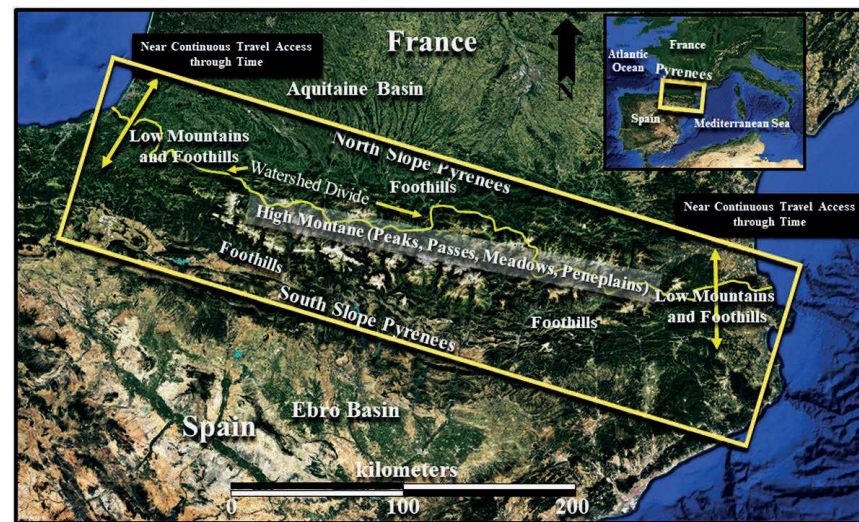 Near Continuous Travel Access
through Time
France
Aquitaine Basin
N
France
Atlantic
Ocean
Pyrenees
Spain
Mediterranean Sea
Low Mountains
and Foothills
North Slope Pyrenees
Watershed Divide
Foothills
High Montane (Peaks, Passes, Meadows, Peneplains)
Near Continuous Travel Access
through Time
Foothills
South Slope Pyrenees
Foothills
Low Mountains
and Foothills
Ebro Basin
Spain
kilometers
0
100
200